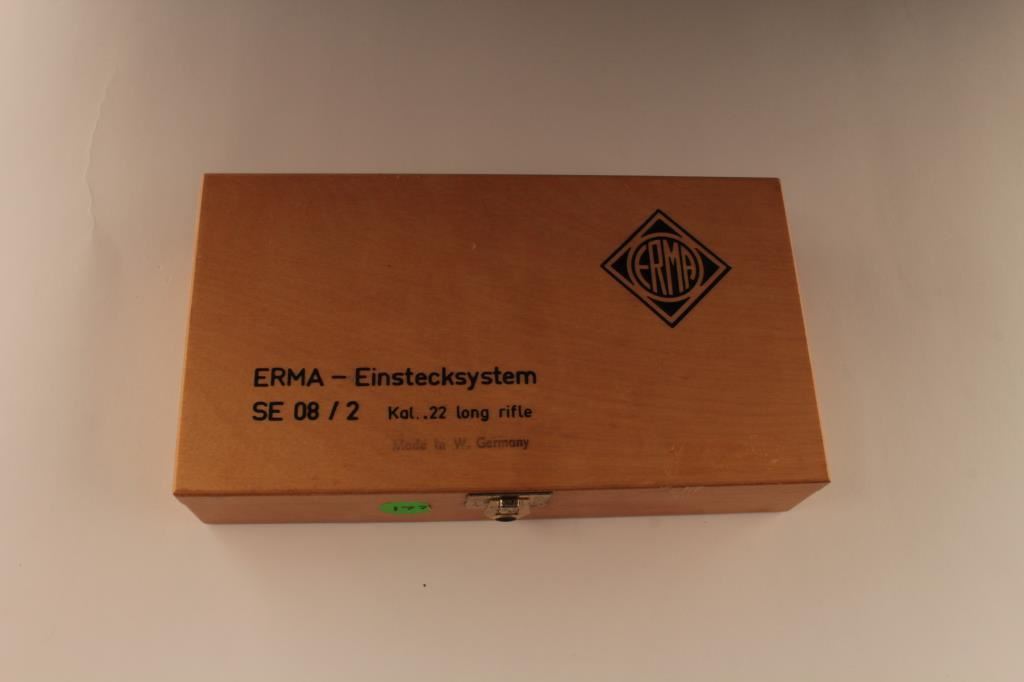 ERMA
ERMA – Einstecksystem
SE 08 / 2 Kal..22 long rifle
Made in W. Germany